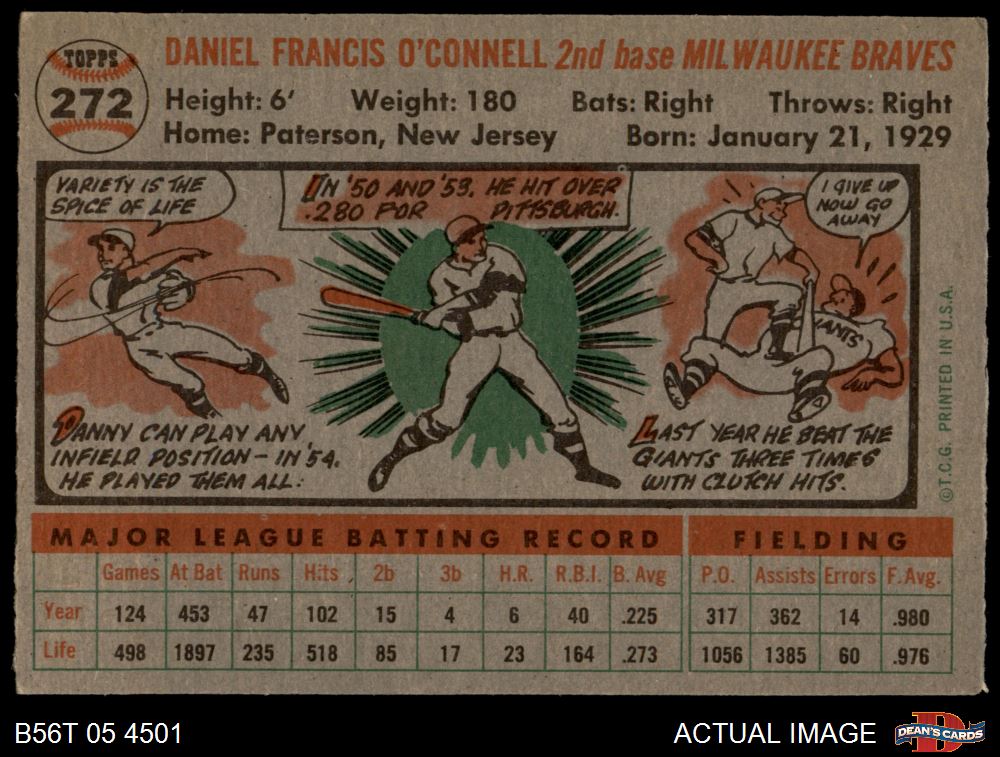 TOPPS
272
DANIEL FRANCIS O'CONNELL 2nd base MILWAUKEE BRAVES
Height: 6' Weight: 180 Bats: Right Throws: Right
Home: Paterson, New Jersey Born: January 21, 1929
VARIETY IS THE
SPICE OF LIFE
IN '50 AND '53, HE HIT OVER
.280 FOR PITTSBURGH.
I GIVE UP
NOW GO
AWAY
GIANTS
DANNY CAN PLAY ANY
INFIELD POSITION - IN '54,
HE PLAYED THEM ALL.
LAST YEAR HE BEAT THE
GIANTS THREE TIMES
WITH CLUTCH HITS.
©T.C.G. PRINTED IN U.S.A.
MAJOR LEAGUE BATTING RECORD FIELDING
Games At Bat Runs Hits 2b 3b H.R. R.B.I. B. Avg P.O. Assists Errors F. Avg.
Year 124 453 47 102 15 4 6 40 .225 317 362 14 .980
Life 498 1897 235 518 85 17 23 164 .273 1056 1385 60 .976
B56T 05 4501
ACTUAL IMAGE
DEAN'S CARDS